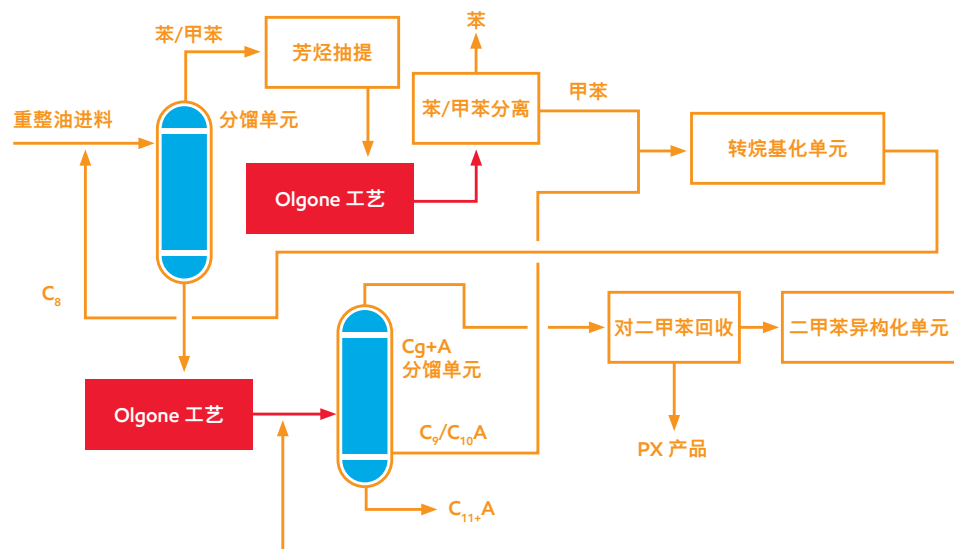 苯/甲苯
芳烃抽提
苯
苯/甲苯分离
甲苯
重整油进料
分馏单元
转烷基化单元
Olgone 工艺
C₈
Cg+A
分馏单元
对二甲苯回收
二甲苯异构化单元
Olgone 工艺
C₉/C₁₀A
PX 产品
C₁₁₊A